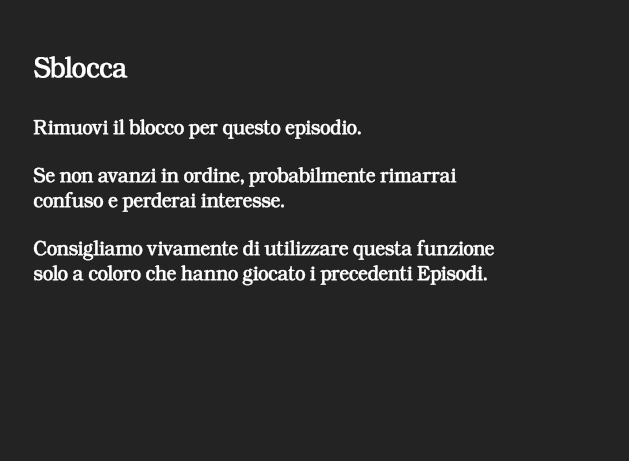 Sblocca
Rimuovi il blocco per questo episodio.
Se non avanzi in ordine, probabilmente rimarrai
confuso e perderai interesse.
Consigliamo vivamente di utilizzare questa funzione
solo a coloro che hanno giocato i precedenti Episodi.